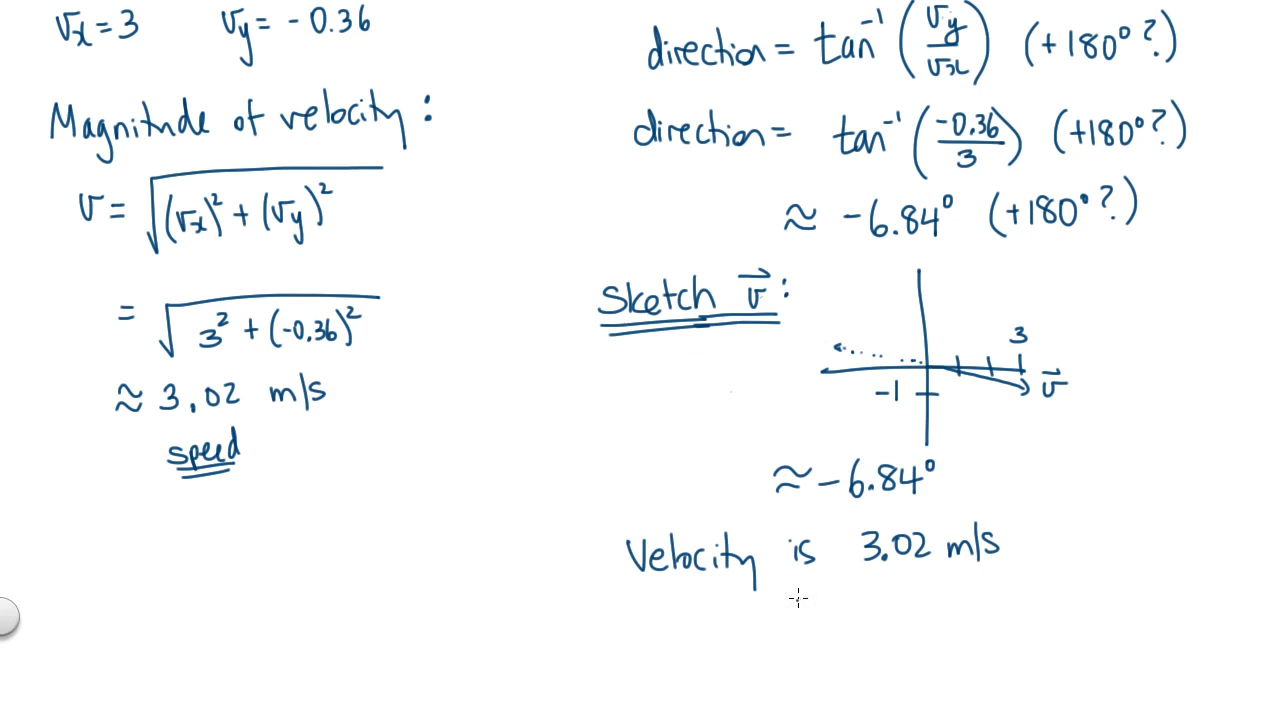 vx = 3 vy = - 0.36
Magnitude of velocity :
v = √(vx)² + (vy)²
= √3² + (-0.36)²
≈ 3.02 m/s
speed
direction = tan⁻¹ (vy/vx) (+180° ?)
direction = tan⁻¹ (-0.36/3) (+180° ?)
≈ -6.84° (+180° ?)
Sketch v⃗ :
3
-1 v⃗
≈ -6.84°
Velocity is 3.02 m/s